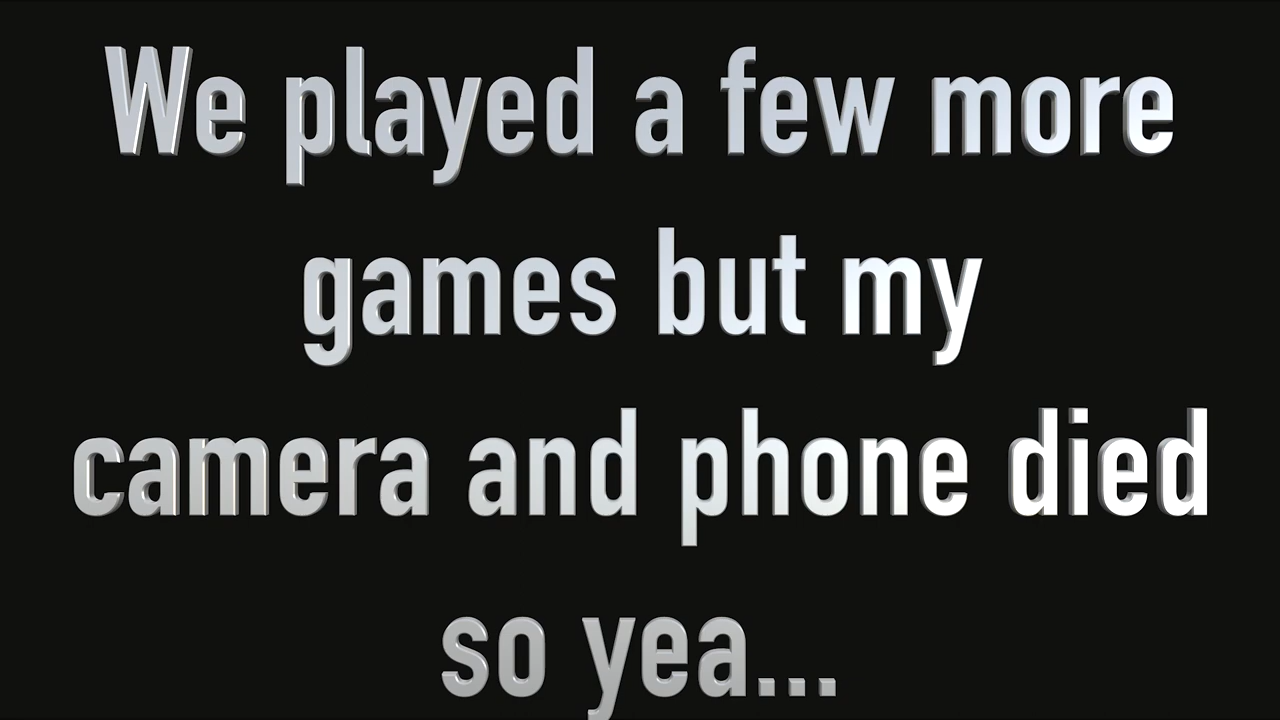 We played a few more
games but my
camera and phone died
so yea...